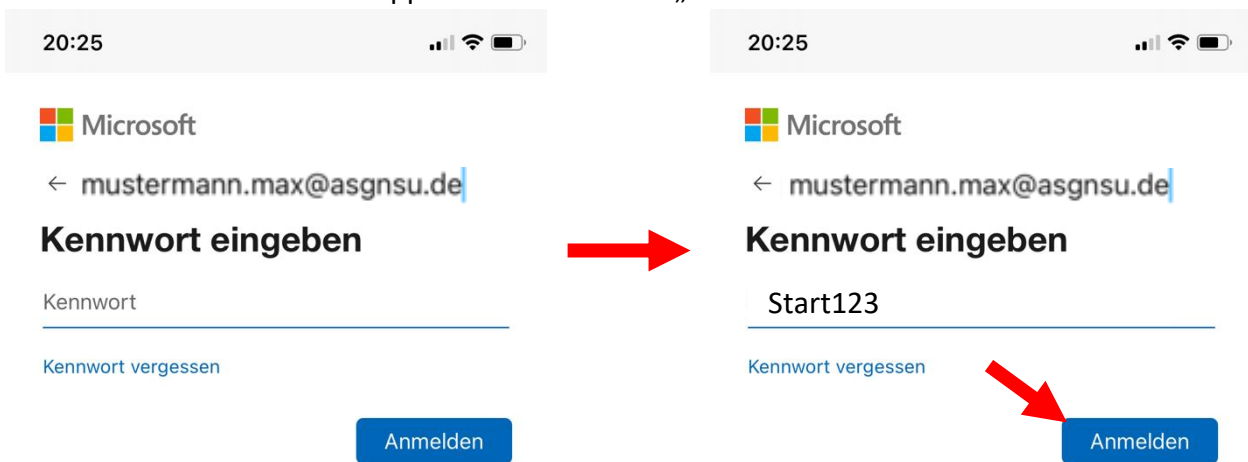 20:25
Microsoft
← mustermann.max@asgnsu.de
Kennwort eingeben
Kennwort
Kennwort vergessen
Anmelden
20:25
Microsoft
← mustermann.max@asgnsu.de
Kennwort eingeben
Start123
Kennwort vergessen
Anmelden